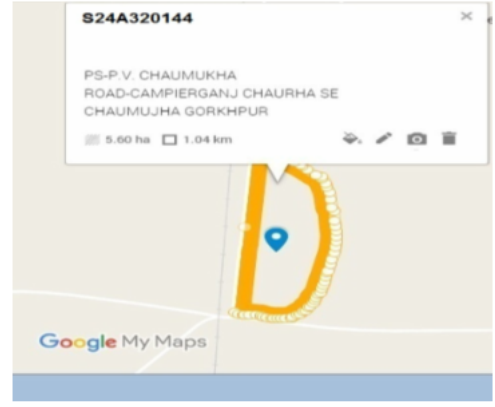 S24A320144
PS-P.V. CHAUMUKHA
ROAD-CAMPIERGANJ CHAURHA SE
CHAUMUJHA GORKHPUR
5.60 ha 1.04 km
Google My Maps